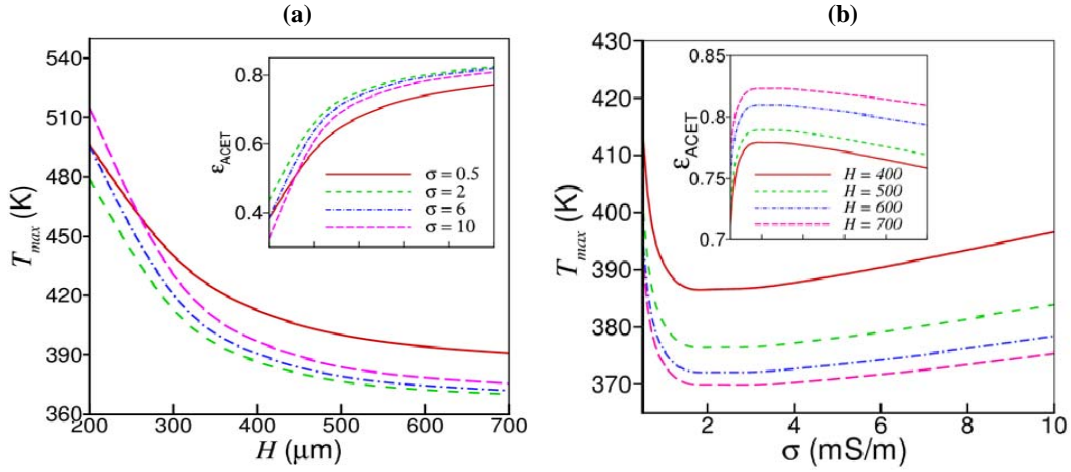 (a)
540
510
480
450
420
390
360
T_max (K)
200
300
400
500
600
700
H (μm)
0.8
0.6
0.4
ε_ACET
σ = 0.5
σ = 2
σ = 6
σ = 10
(b)
430
420
410
400
390
380
370
T_max (K)
2
4
6
8
10
σ (mS/m)
0.85
0.8
0.75
0.7
ε_ACET
H = 400
H = 500
H = 600
H = 700